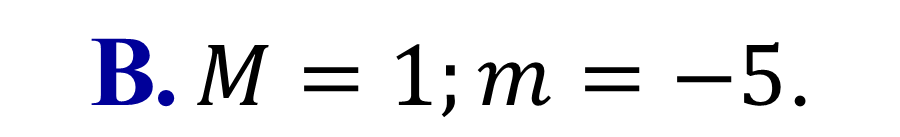 B. M = 1; m = −5.